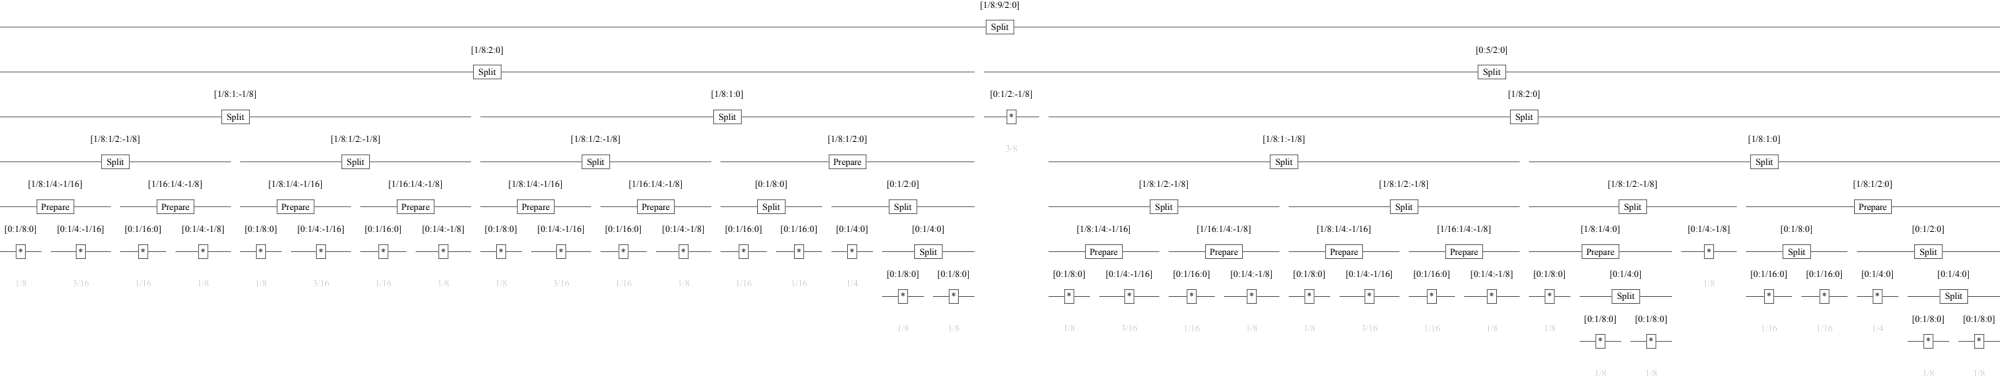 [1/8:9/2:0]
Split
[1/8:2:0] [0:5/2:0]
Split Split
[1/8:1:-1/8] [1/8:1:0] [0:1/2:-1/8] [1/8:2:0]
Split Split * Split
[1/8:1/2:-1/8] [1/8:1/2:-1/8] [1/8:1/2:-1/8] [1/8:1/2:0] 3/8 [1/8:1:-1/8] [1/8:1:0]
Split Split Split Prepare Split Split
[1/8:1/4:-1/16] [1/16:1/4:-1/8] [1/8:1/4:-1/16] [1/16:1/4:-1/8] [1/8:1/4:-1/16] [1/16:1/4:-1/8] [0:1/8:0] [0:1/2:0] [1/8:1/2:-1/8] [1/8:1/2:-1/8] [1/8:1/2:-1/8] [1/8:1/2:0]
Prepare Prepare Prepare Prepare Prepare Prepare Split Split Split Split Split Prepare
[0:1/8:0] [0:1/4:-1/16] [0:1/16:0] [0:1/4:-1/8] [0:1/8:0] [0:1/4:-1/16] [0:1/16:0] [0:1/4:-1/8] [0:1/8:0] [0:1/4:-1/16] [0:1/16:0] [0:1/4:-1/8] [0:1/16:0] [0:1/16:0] [0:1/4:0] [0:1/4:0] [1/8:1/4:-1/16] [1/16:1/4:-1/8] [1/8:1/4:-1/16] [1/16:1/4:-1/8] [1/8:1/4:0] [0:1/4:-1/8] [0:1/8:0] [0:1/2:0]
* * * * * * * * * * * * * * * Split Prepare Prepare Prepare Prepare Prepare * Split Split
1/8 3/16 1/16 1/8 1/8 3/16 1/16 1/8 1/8 3/16 1/16 1/8 1/16 1/16 1/4 [0:1/8:0] [0:1/8:0] [0:1/8:0] [0:1/4:-1/16] [0:1/16:0] [0:1/4:-1/8] [0:1/8:0] [0:1/4:-1/16] [0:1/16:0] [0:1/4:-1/8] [0:1/8:0] [0:1/4:0] 1/8 [0:1/16:0] [0:1/16:0] [0:1/4:0] [0:1/4:0]
* * * * * * * * * * * Split * * * Split
1/8 1/8 1/8 3/16 1/16 1/8 1/8 3/16 1/16 1/8 1/8 [0:1/8:0] [0:1/8:0] 1/16 1/16 1/4 [0:1/8:0] [0:1/8:0]
* * * *
1/8 1/8 1/8 1/8